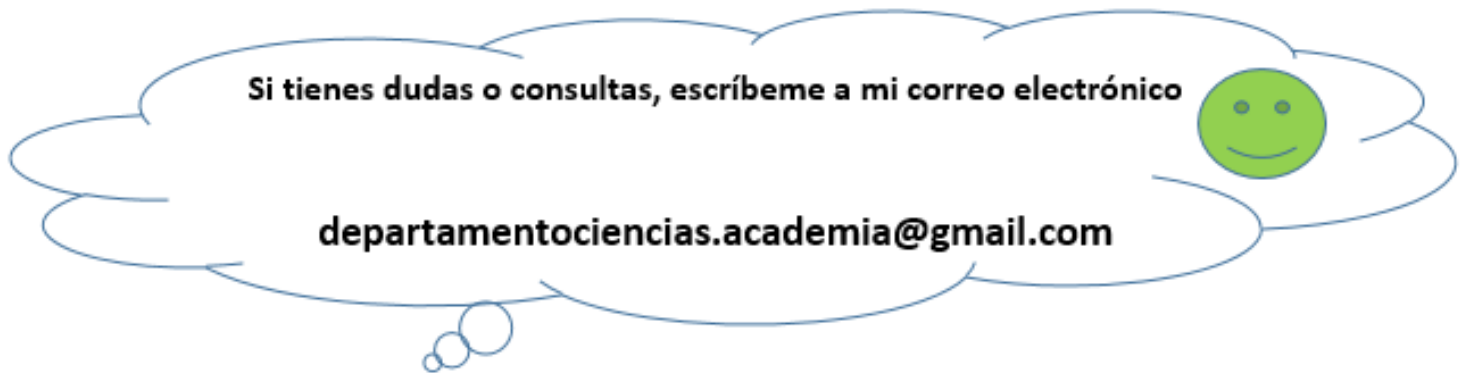 Si tienes dudas o consultas, escríbeme a mi correo electrónico
departamentociencias.academia@gmail.com